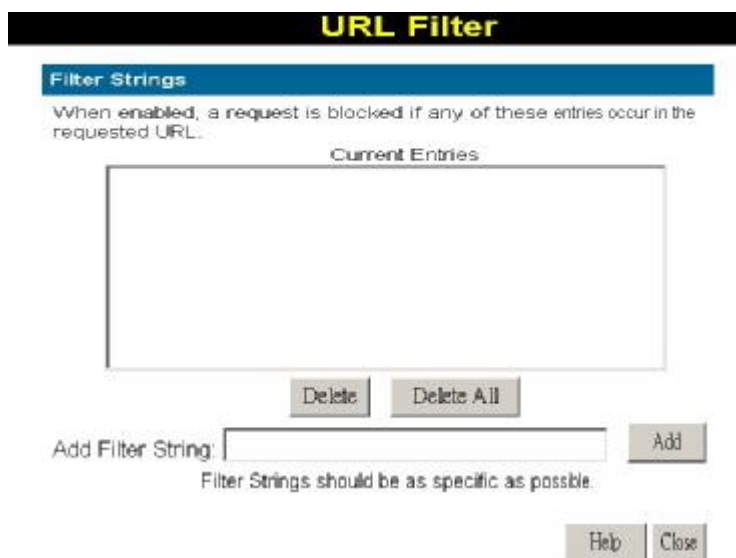 URL Filter
Filter Strings
When enabled, a request is blocked if any of these entries occur in the
requested URL.
Current Entries
Delete Delete All
Add Filter String: Add
Filter Strings should be as specific as possible.
Help Close